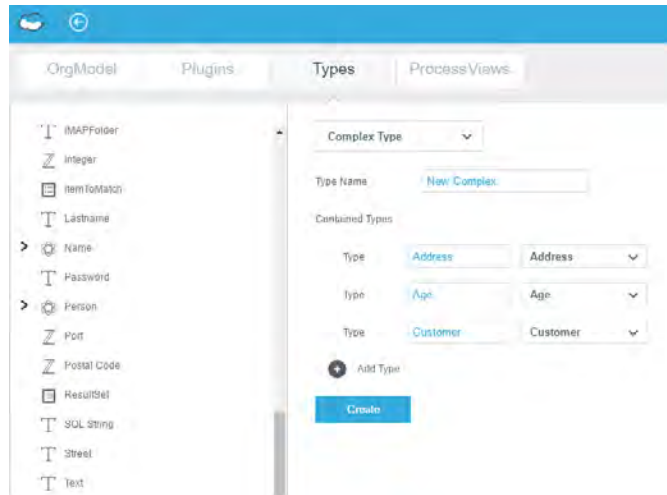 OrgModel Plugins Types ProcessViews
IMAPFolder
Integer
ItemToMatch
Lastname
Name
Password
Person
Port
Postal Code
ResultSet
SQL String
Street
Text
Complex Type
Type Name New Complex
Contained Types
Type Address Address
Type Age Age
Type Customer Customer
Add Type
Create